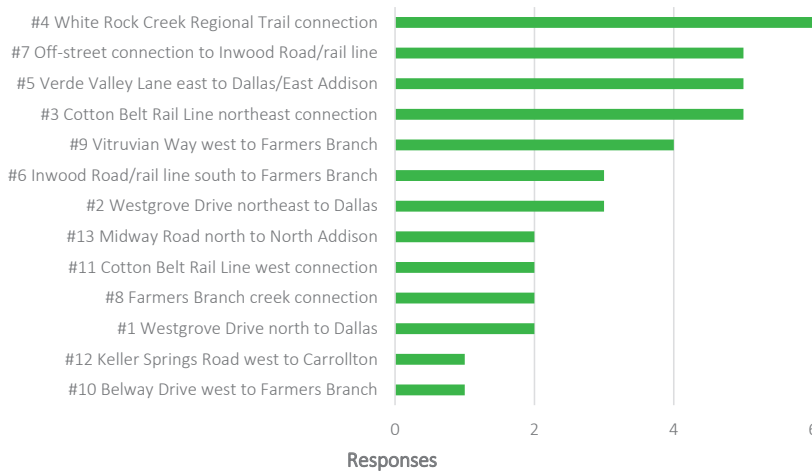 #4 White Rock Creek Regional Trail connection
#7 Off-street connection to Inwood Road/rail line
#5 Verde Valley Lane east to Dallas/East Addison
#3 Cotton Belt Rail Line northeast connection
#9 Vitruvian Way west to Farmers Branch
#6 Inwood Road/rail line south to Farmers Branch
#2 Westgrove Drive northeast to Dallas
#13 Midway Road north to North Addison
#11 Cotton Belt Rail Line west connection
#8 Farmers Branch creek connection
#1 Westgrove Drive north to Dallas
#12 Keller Springs Road west to Carrollton
#10 Belway Drive west to Farmers Branch
0 2 4 6
Responses